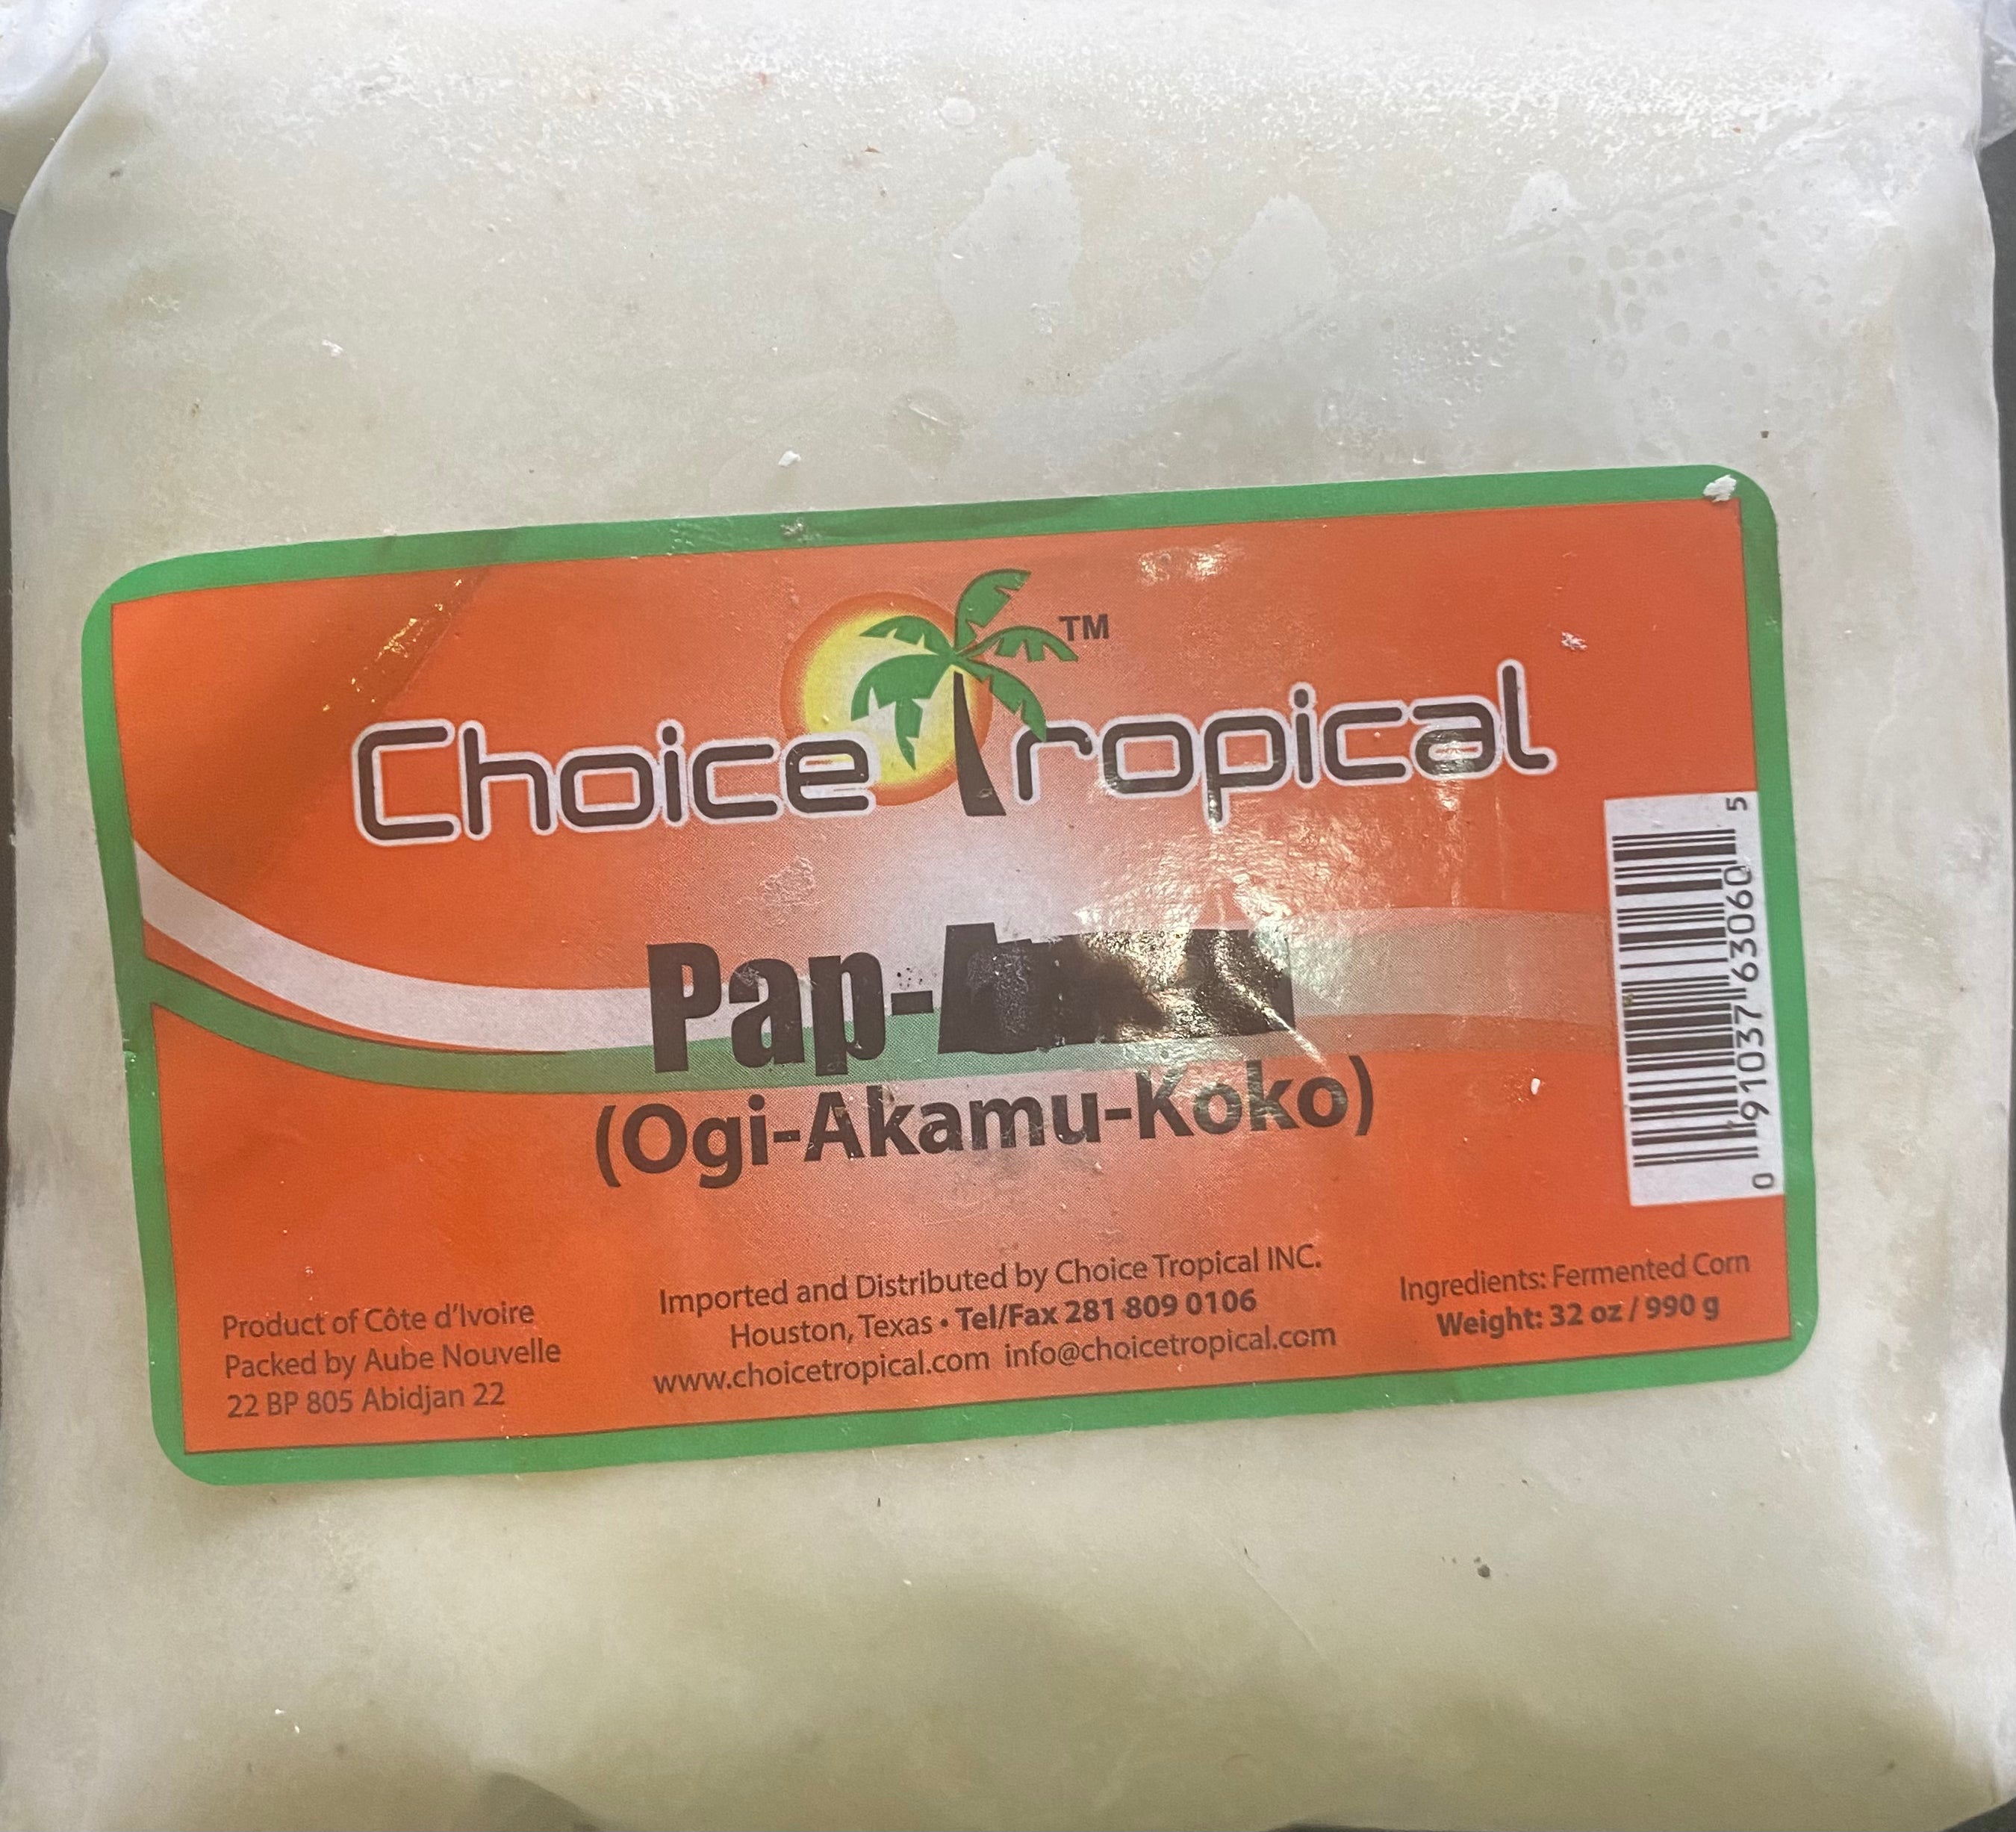 TM
Choice Tropical
Pap-
(Ogi-Akamu-Koko)
Product of Côte d'Ivoire
Packed by Aube Nouvelle
22 BP 805 Abidjan 22
Imported and Distributed by Choice Tropical INC.
Houston, Texas • Tel/Fax 281 809 0106
www.choicetropical.com info@choicetropical.com
Ingredients: Fermented Corn
Weight: 32 oz / 990 g
0 91037 63060 5